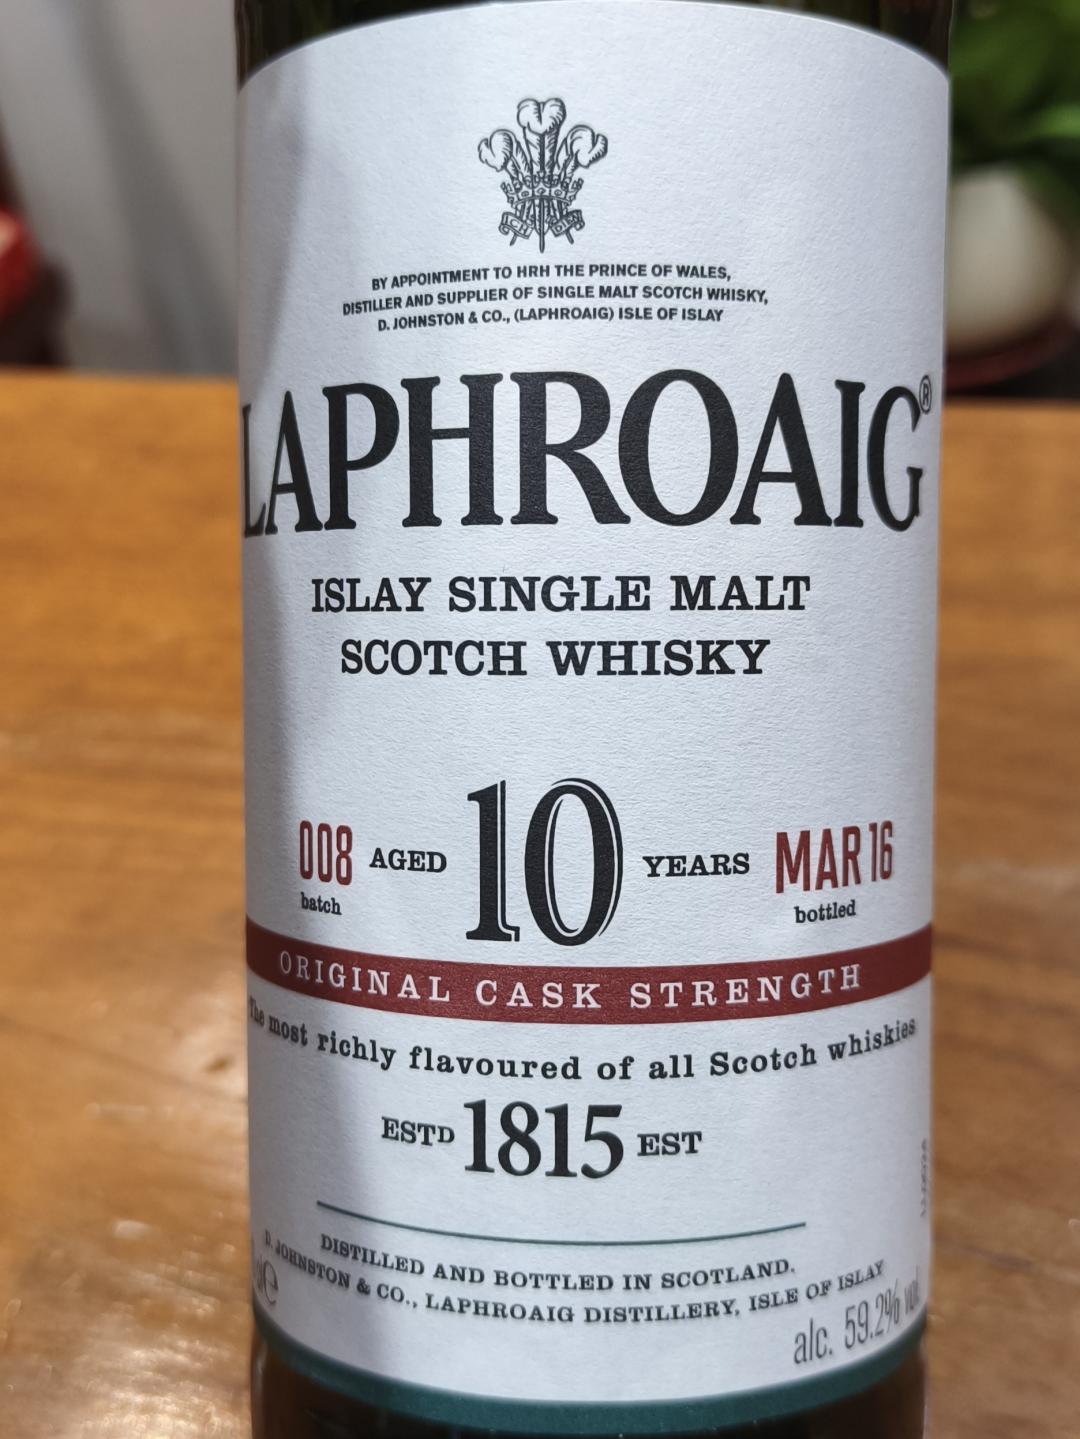 ICH DIEN
BY APPOINTMENT TO HRH THE PRINCE OF WALES,
DISTILLER AND SUPPLIER OF SINGLE MALT SCOTCH WHISKY,
D. JOHNSTON & CO., (LAPHROAIG) ISLE OF ISLAY
LAPHROAIG®
ISLAY SINGLE MALT
SCOTCH WHISKY
008 AGED 10 YEARS MAR 16
batch bottled
ORIGINAL CASK STRENGTH
The most richly flavoured of all Scotch whiskies
ESTD 1815 EST
DISTILLED AND BOTTLED IN SCOTLAND.
D. JOHNSTON & CO., LAPHROAIG DISTILLERY, ISLE OF ISLAY
alc. 59.2% vol